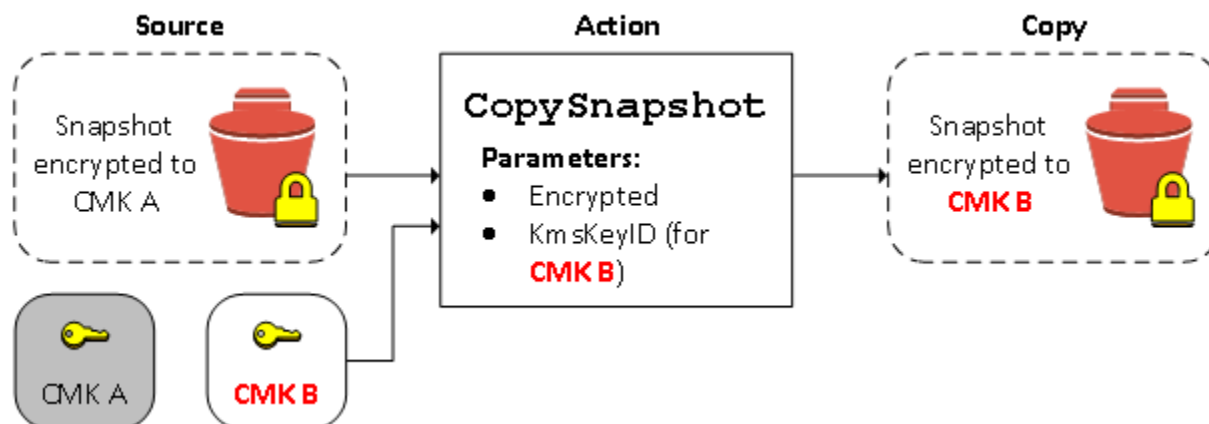 Source
Action
Copy
Snapshot
encrypted to
CMK A
CopySnapshot
Parameters:
● Encrypted
● KmsKeyID (for
CMK B)
Snapshot
encrypted to
CMK B
CMK A
CMK B